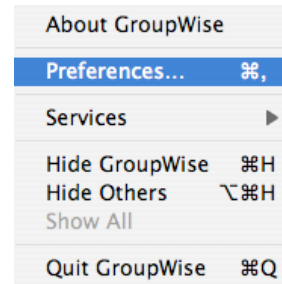 About GroupWise
Preferences... ⌘,
Services ▶
Hide GroupWise ⌘H
Hide Others ⌥⌘H
Show All
Quit GroupWise ⌘Q